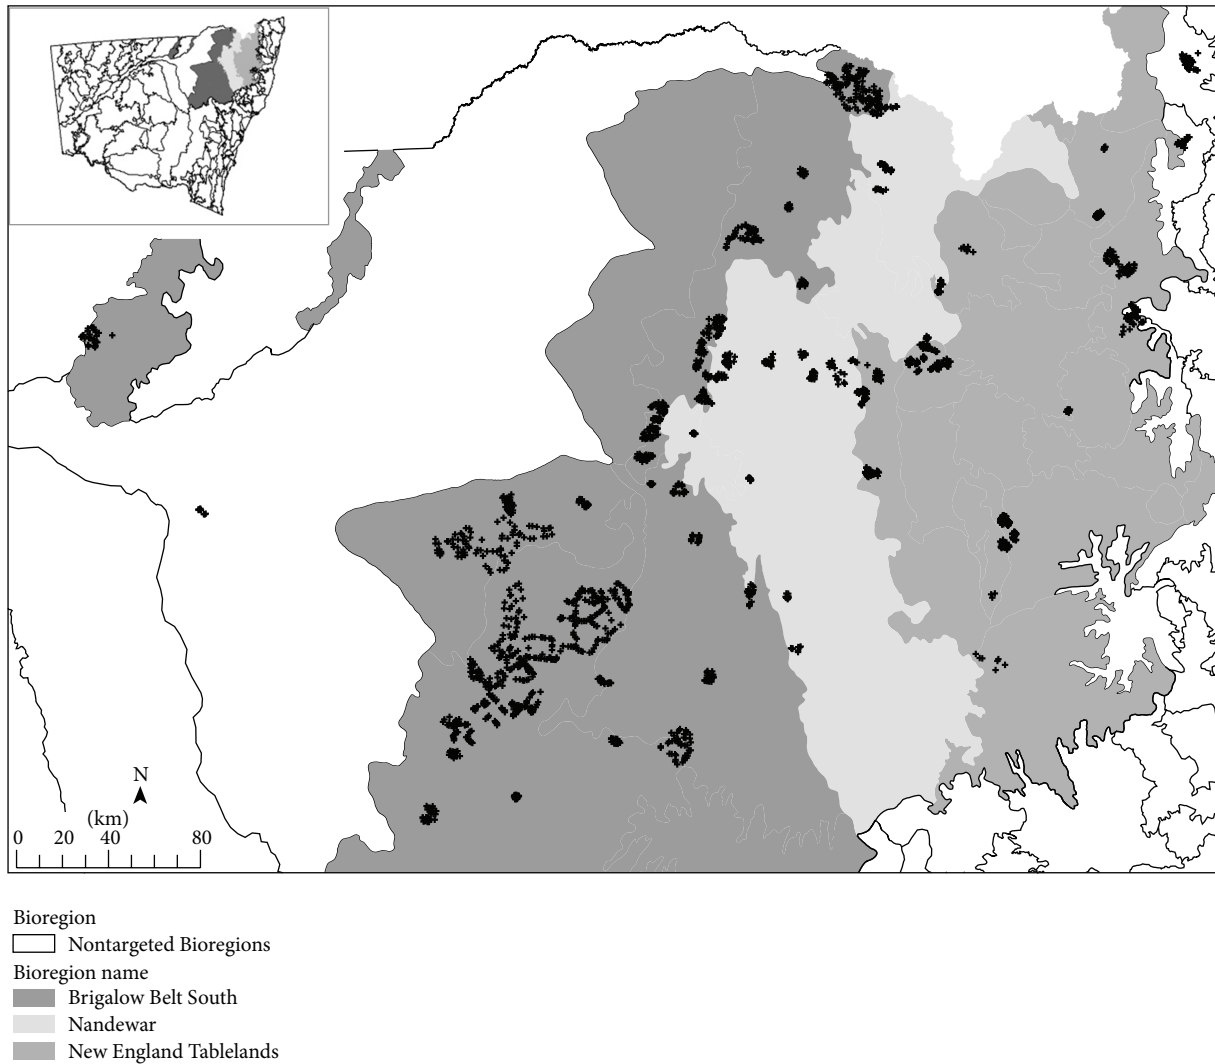 N
(km)
0 20 40 80
Bioregion
Nontargeted Bioregions
Bioregion name
Brigalow Belt South
Nandewar
New England Tablelands